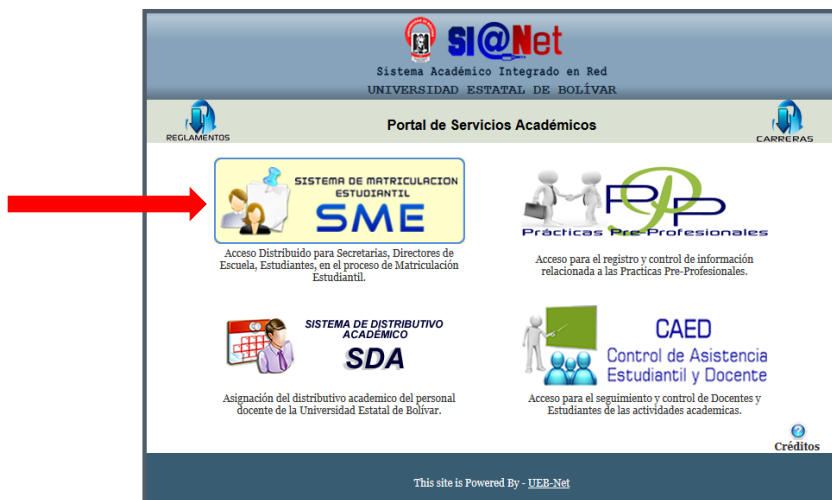 SI@Net
Sistema Académico Integrado en Red
UNIVERSIDAD ESTATAL DE BOLÍVAR
REGLAMENTOS
Portal de Servicios Académicos
CARRERAS
SISTEMA DE MATRICULACION
ESTUDIANTIL
SME
Acceso Distribuido para Secretarias, Directores de
Escuela, Estudiantes, en el proceso de Matriculación
Estudiantil.
PPP
Prácticas Pre-Profesionales
Acceso para el registro y control de información
relacionada a las Practicas Pre-Profesionales.
SISTEMA DE DISTRIBUTIVO
ACADÉMICO
SDA
Asignación del distributivo academico del personal
docente de la Universidad Estatal de Bolívar.
CAED
Control de Asistencia
Estudiantil y Docente
Acceso para el seguimiento y control de Docentes y
Estudiantes de las actividades academicas.
Créditos
This site is Powered By - UEB-Net